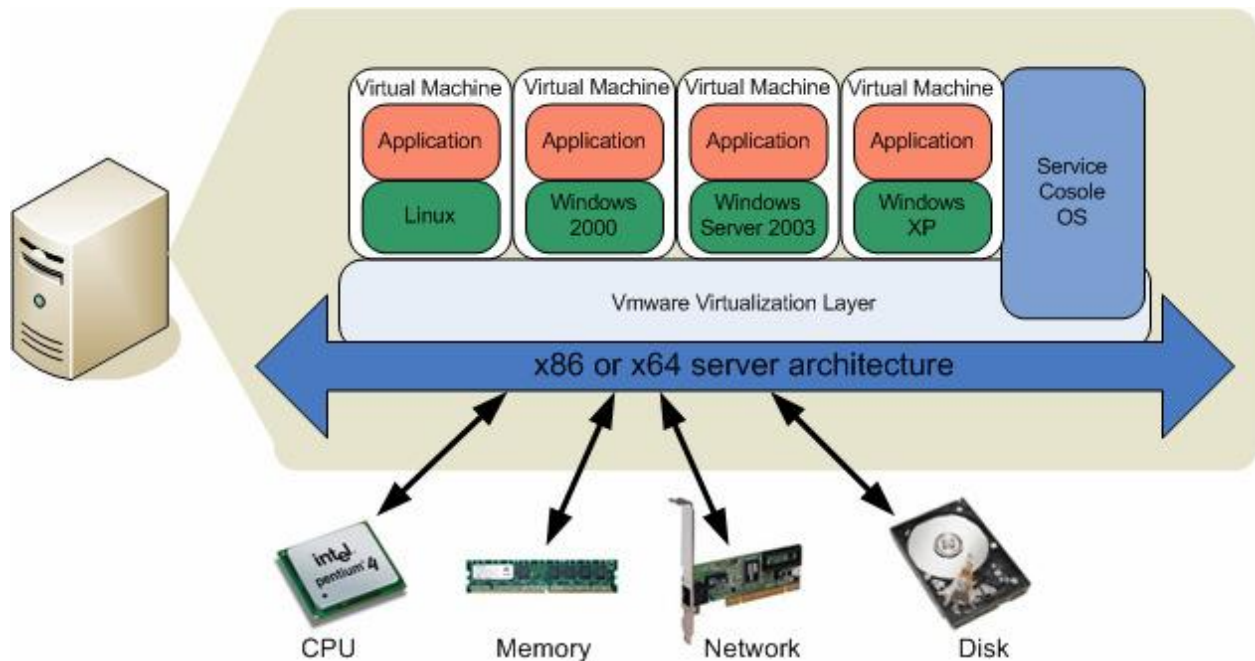 Virtual Machine
Application
Linux
Virtual Machine
Application
Windows
2000
Virtual Machine
Application
Windows
Server 2003
Virtual Machine
Application
Windows
XP
Service
Cosole
OS
Vmware Virtualization Layer
x86 or x64 server architecture
intel
pentium 4
CPU
Memory
Network
Disk